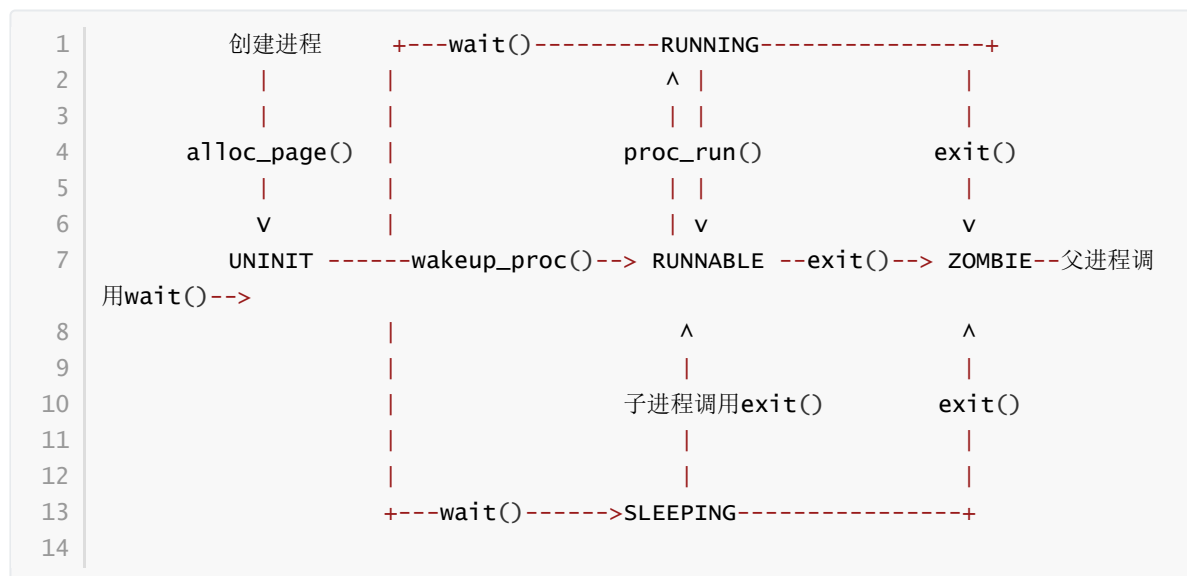 1         创建进程      +---wait()---------RUNNING----------------+
2            |         |                    ^ |                   |
3            |         |                    | |                   |
4      alloc_page()  |                 proc_run()             exit()
5            |         |                    | |                   |
6            V         |                    | v                   v
7         UNINIT ------wakeup_proc()--> RUNNABLE --exit()--> ZOMBIE--父进程调
用wait()-->
8                      |                     ^                    ^
9                      |                     |                    |
10                     |                子进程调用exit()        exit()
11                     |                     |                    |
12                     |                     |                    |
13                     +---wait()------>SLEEPING----------------+
14